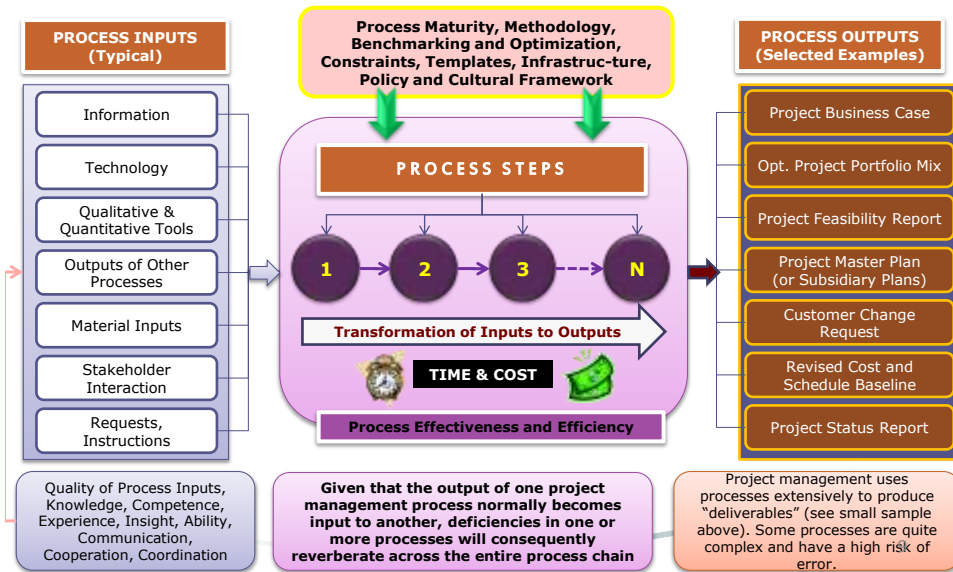 PROCESS INPUTS
(Typical)
Information
Technology
Qualitative &
Quantitative Tools
Outputs of Other
Processes
Material Inputs
Stakeholder
Interaction
Requests,
Instructions
Quality of Process Inputs,
Knowledge, Competence,
Experience, Insight, Ability,
Communication,
Cooperation, Coordination
Process Maturity, Methodology,
Benchmarking and Optimization,
Constraints, Templates, Infrastruc-ture,
Policy and Cultural Framework
PROCESS STEPS
1
2
3
N
Transformation of Inputs to Outputs
TIME & COST
Process Effectiveness and Efficiency
Given that the output of one project
management process normally becomes
input to another, deficiencies in one or
more processes will consequently
reverberate across the entire process chain
PROCESS OUTPUTS
(Selected Examples)
Project Business Case
Opt. Project Portfolio Mix
Project Feasibility Report
Project Master Plan
(or Subsidiary Plans)
Customer Change
Request
Revised Cost and
Schedule Baseline
Project Status Report
Project management uses
processes extensively to produce
“deliverables” (see small sample
above). Some processes are quite
complex and have a high risk of
error.